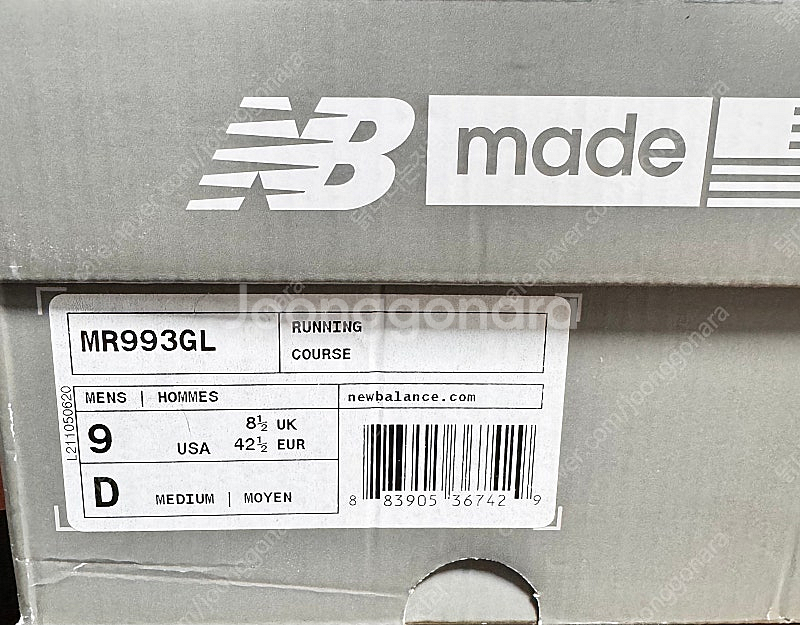 NB made
Joonggonara
MR993GL
RUNNING
COURSE
MENS | HOMMES
newbalance.com
9 USA
8½ UK
42½ EUR
D MEDIUM | MOYEN
L211050620
8 83905 36742 9